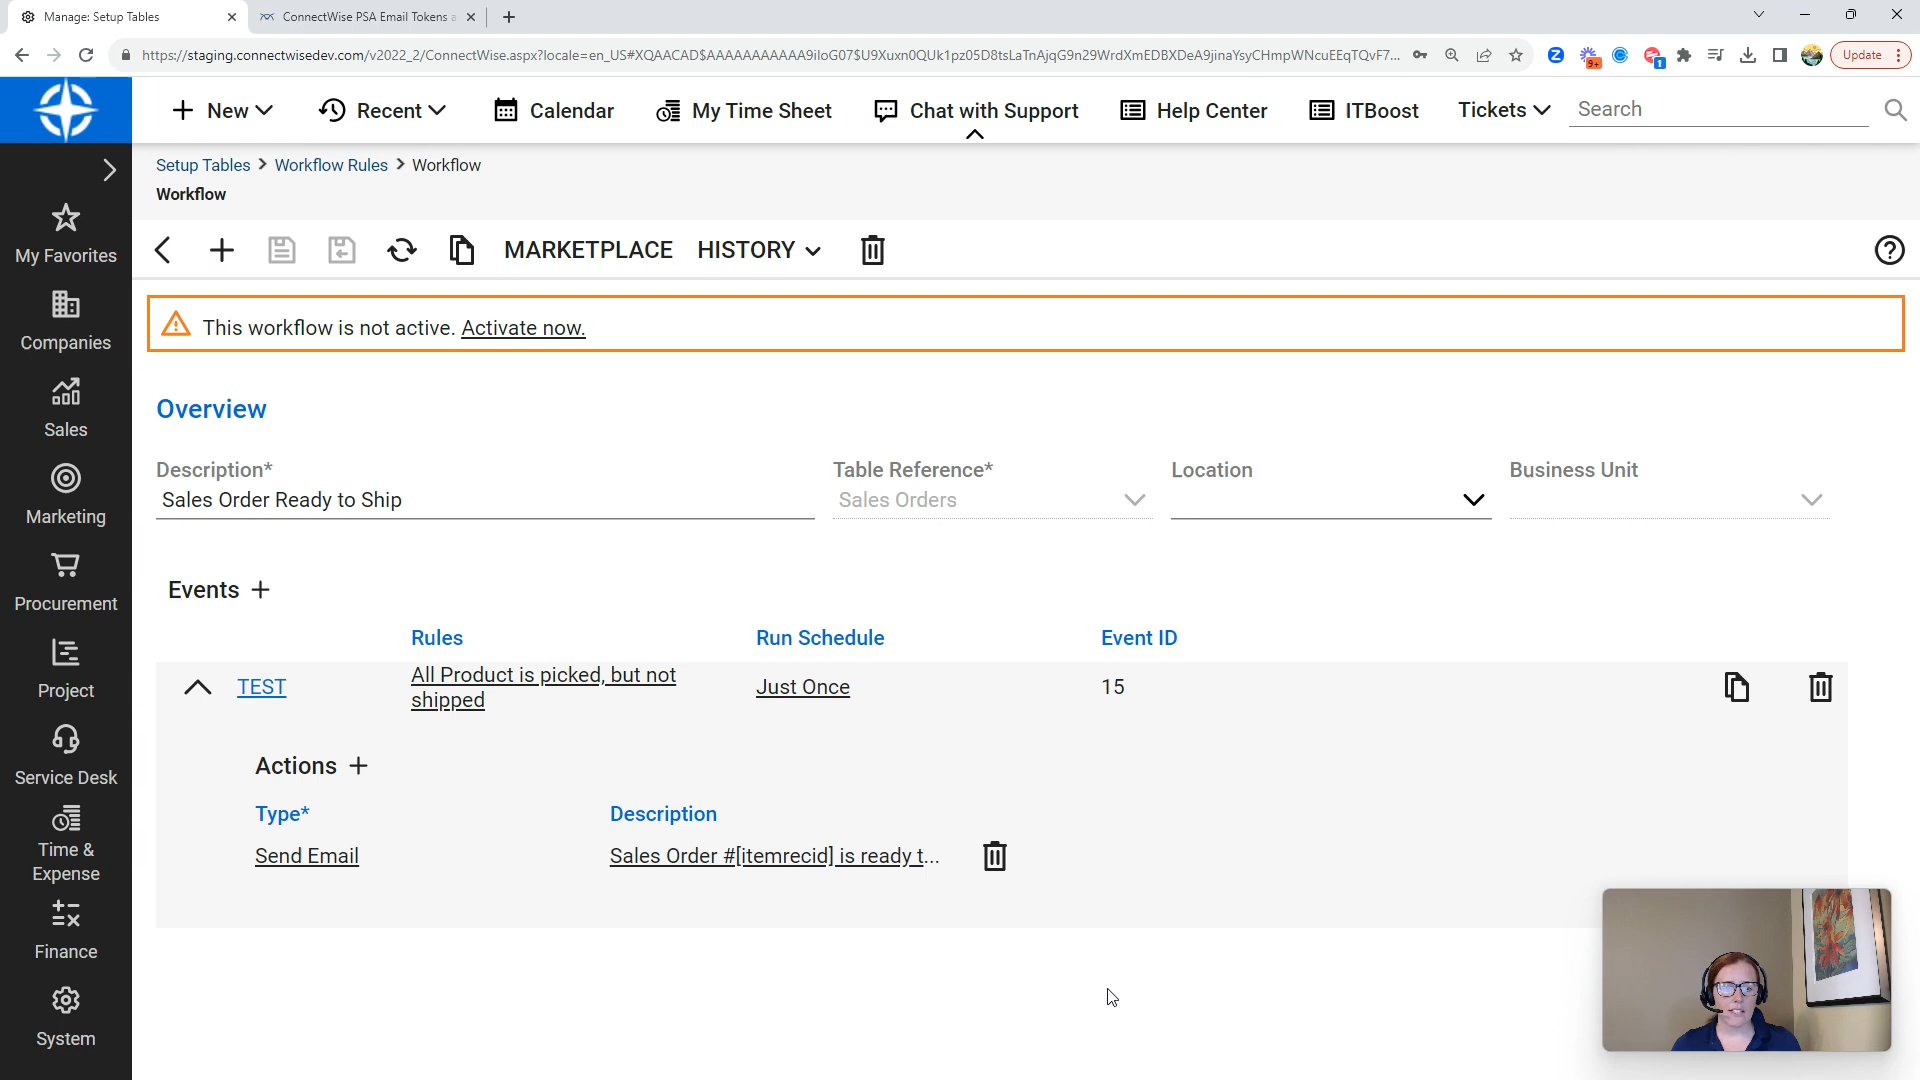 Manage: Setup Tables
ConnectWise PSA Email Tokens a
https://staging.connectwisedev.com/v2022_2/ConnectWise.aspx?locale=en_US#XQAACAD$AAAAAAAAAAA9iloG07$U9Xuxn0QUk1pz05D8tsLaTnAjqG9n29WrdXmEDBXDeA9jinaYsyCHmpWNcuEEqTQvF7...
9+
1
Update
New
Recent
Calendar
My Time Sheet
Chat with Support
Help Center
ITBoost
Tickets
Search
Setup Tables > Workflow Rules > Workflow
Workflow
MARKETPLACE
HISTORY
My Favorites
Companies
Sales
Marketing
Procurement
Project
Service Desk
Time &
Expense
Finance
System
This workflow is not active. Activate now.
Overview
Description*
Sales Order Ready to Ship
Table Reference*
Sales Orders
Location
Business Unit
Events +
Rules
Run Schedule
Event ID
TEST
All Product is picked, but not
shipped
Just Once
15
Actions +
Type*
Description
Send Email
Sales Order #[itemrecid] is ready t...